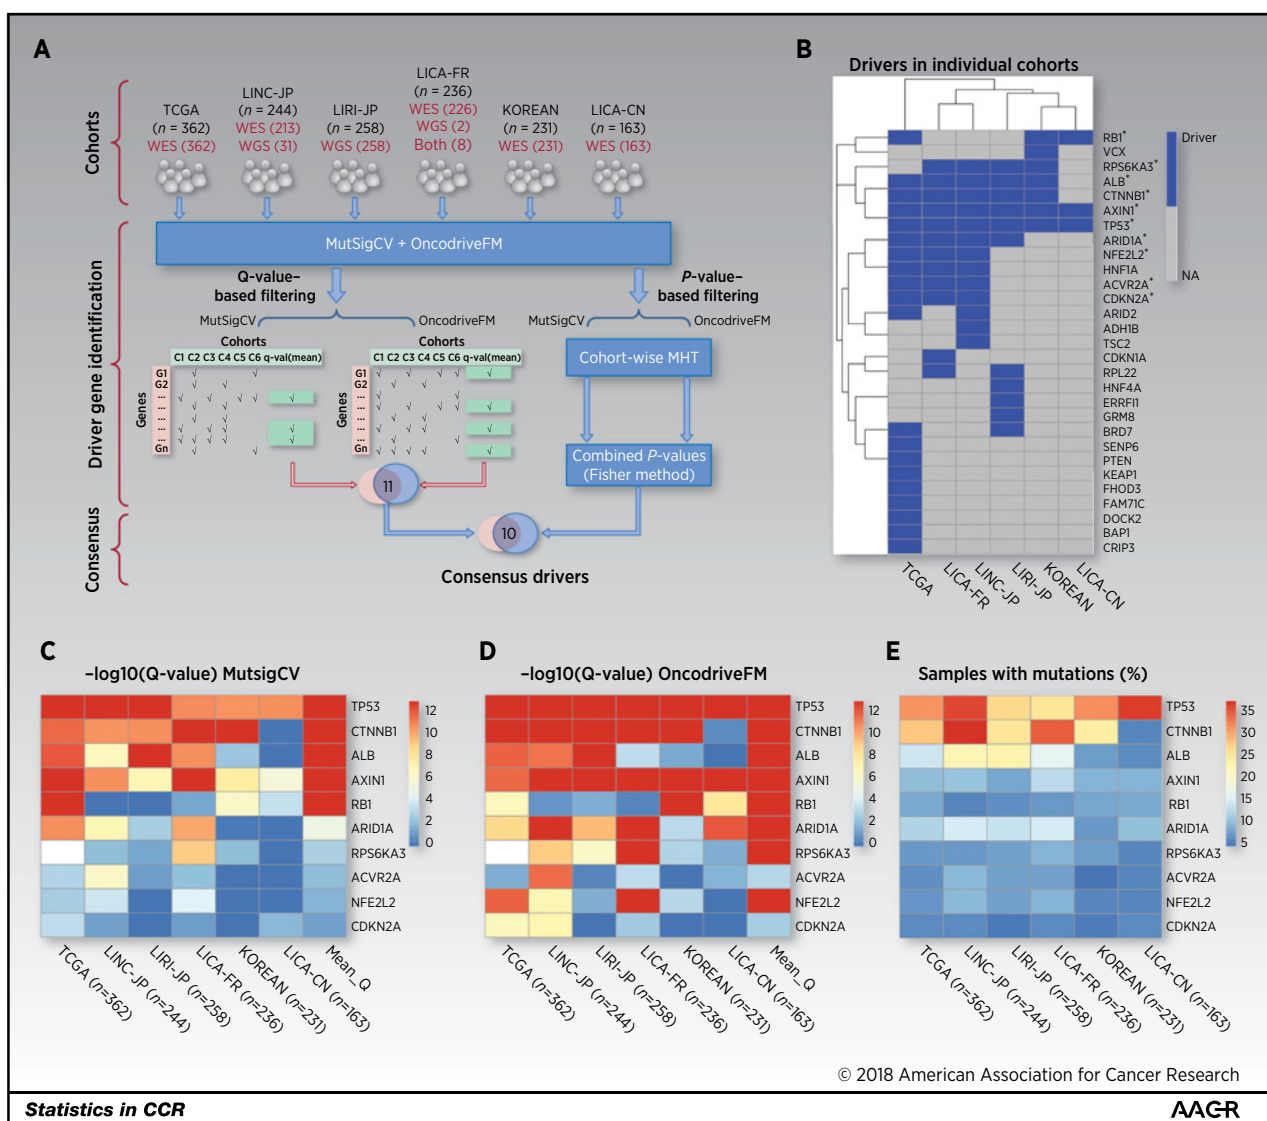 A
Cohorts
TCGA
(n = 362)
WES (362)
LINC-JP
(n = 244)
WES (213)
WGS (31)
LIRI-JP
(n = 258)
WGS (258)
LICA-FR
(n = 236)
WES (226)
WGS (2)
Both (8)
KOREAN
(n = 231)
WES (231)
LICA-CN
(n = 163)
WES (163)
Driver gene identification
MutSigCV + OncodriveFM
Q-value–
based filtering
P-value–
based filtering
MutSigCV
OncodriveFM
MutSigCV
OncodriveFM
Cohorts
C1 C2 C3 C4 C5 C6 q-val(mean)
Genes
G1
G2
...
...
...
...
...
Gn
Cohorts
C1 C2 C3 C4 C5 C6 q-val(mean)
Genes
G1
G2
...
...
...
...
...
Gn
Cohort-wise MHT
Combined P-values
(Fisher method)
11
Consensus
10
Consensus drivers
B
Drivers in individual cohorts
RB1*
VCX
RPS6KA3*
ALB*
CTNNB1*
AXIN1*
TP53*
ARID1A*
NFE2L2*
HNF1A
ACVR2A*
CDKN2A*
ARID2
ADH1B
TSC2
CDKN1A
RPL22
HNF4A
ERRFI1
GRM8
BRD7
SENP6
PTEN
KEAP1
FHOD3
FAM71C
DOCK2
BAP1
CRIP3
Driver
NA
TCGA
LICA-FR
LINC-JP
LIRI-JP
KOREAN
LICA-CN
C
–log10(Q-value) MutsigCV
TP53
CTNNB1
ALB
AXIN1
RB1
ARID1A
RPS6KA3
ACVR2A
NFE2L2
CDKN2A
12
10
8
6
4
2
0
TCGA (n=362)
LINC-JP (n=244)
LIRI-JP (n=258)
LICA-FR (n=236)
KOREAN (n=231)
LICA-CN (n=163)
Mean_Q
D
–log10(Q-value) OncodriveFM
TP53
CTNNB1
ALB
AXIN1
RB1
ARID1A
RPS6KA3
ACVR2A
NFE2L2
CDKN2A
12
10
8
6
4
2
0
TCGA (n=362)
LINC-JP (n=244)
LIRI-JP (n=258)
LICA-FR (n=236)
KOREAN (n=231)
LICA-CN (n=163)
Mean_Q
E
Samples with mutations (%)
TP53
CTNNB1
ALB
AXIN1
RB1
ARID1A
RPS6KA3
ACVR2A
NFE2L2
CDKN2A
35
30
25
20
15
10
5
TCGA (n=362)
LINC-JP (n=244)
LIRI-JP (n=258)
LICA-FR (n=236)
KOREAN (n=231)
LICA-CN (n=163)
© 2018 American Association for Cancer Research
Statistics in CCR
AACR